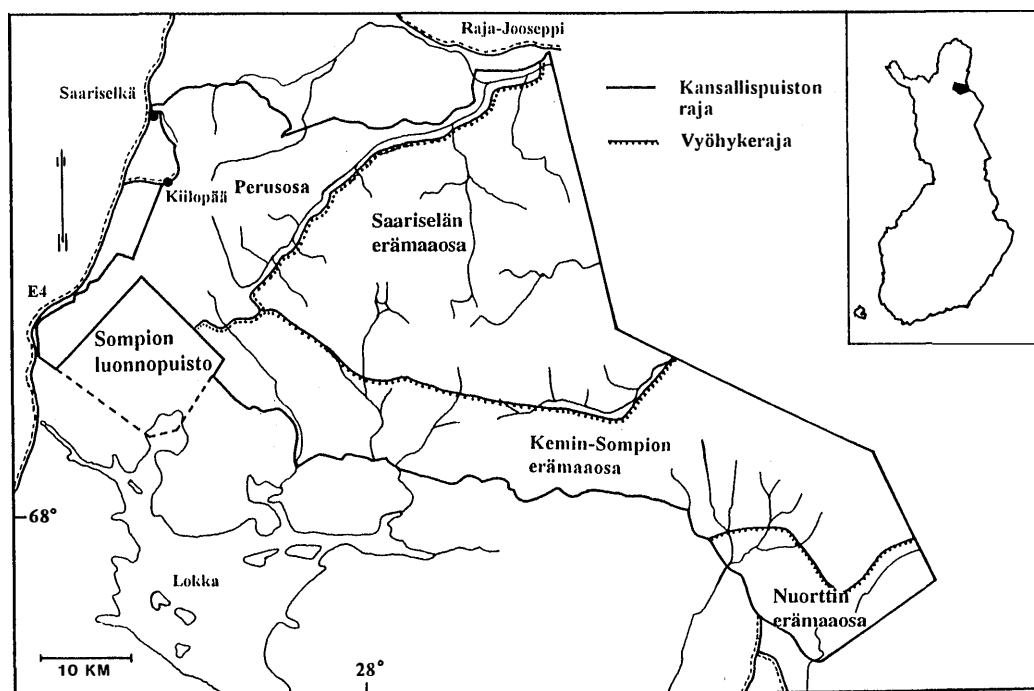 Raja-Jooseppi
Saariselkä
Kansallispuiston
raja
Vyöhykeraja
Perusosa
Kiilopää
Saariselän
erämaaosa
E4
Sompion
luonnopuisto
Kemin-Sompion
erämaaosa
68°
Lokka
Nuorttin
erämaaosa
10 KM
28°